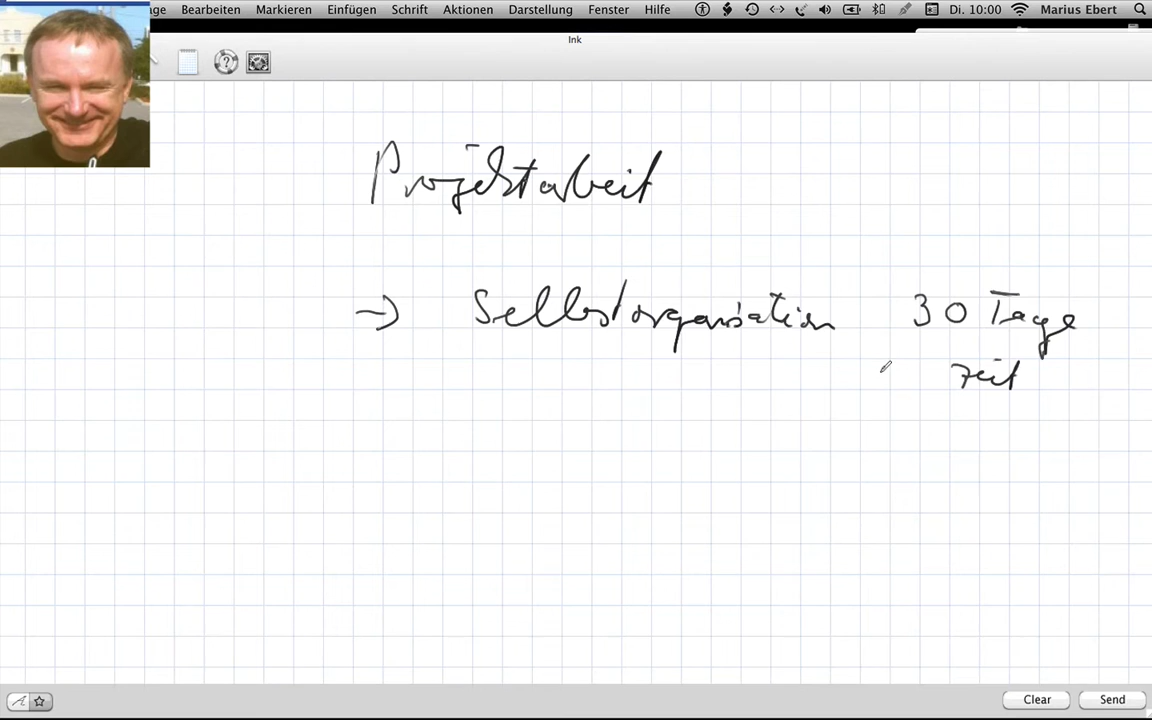 age Bearbeiten Markieren Einfügen Schrift Aktionen Darstellung Fenster Hilfe Di. 10:00 Marius Ebert
Ink
Projektarbeit
→ Selbstorganisation 30 Tage
Zeit
Clear Send